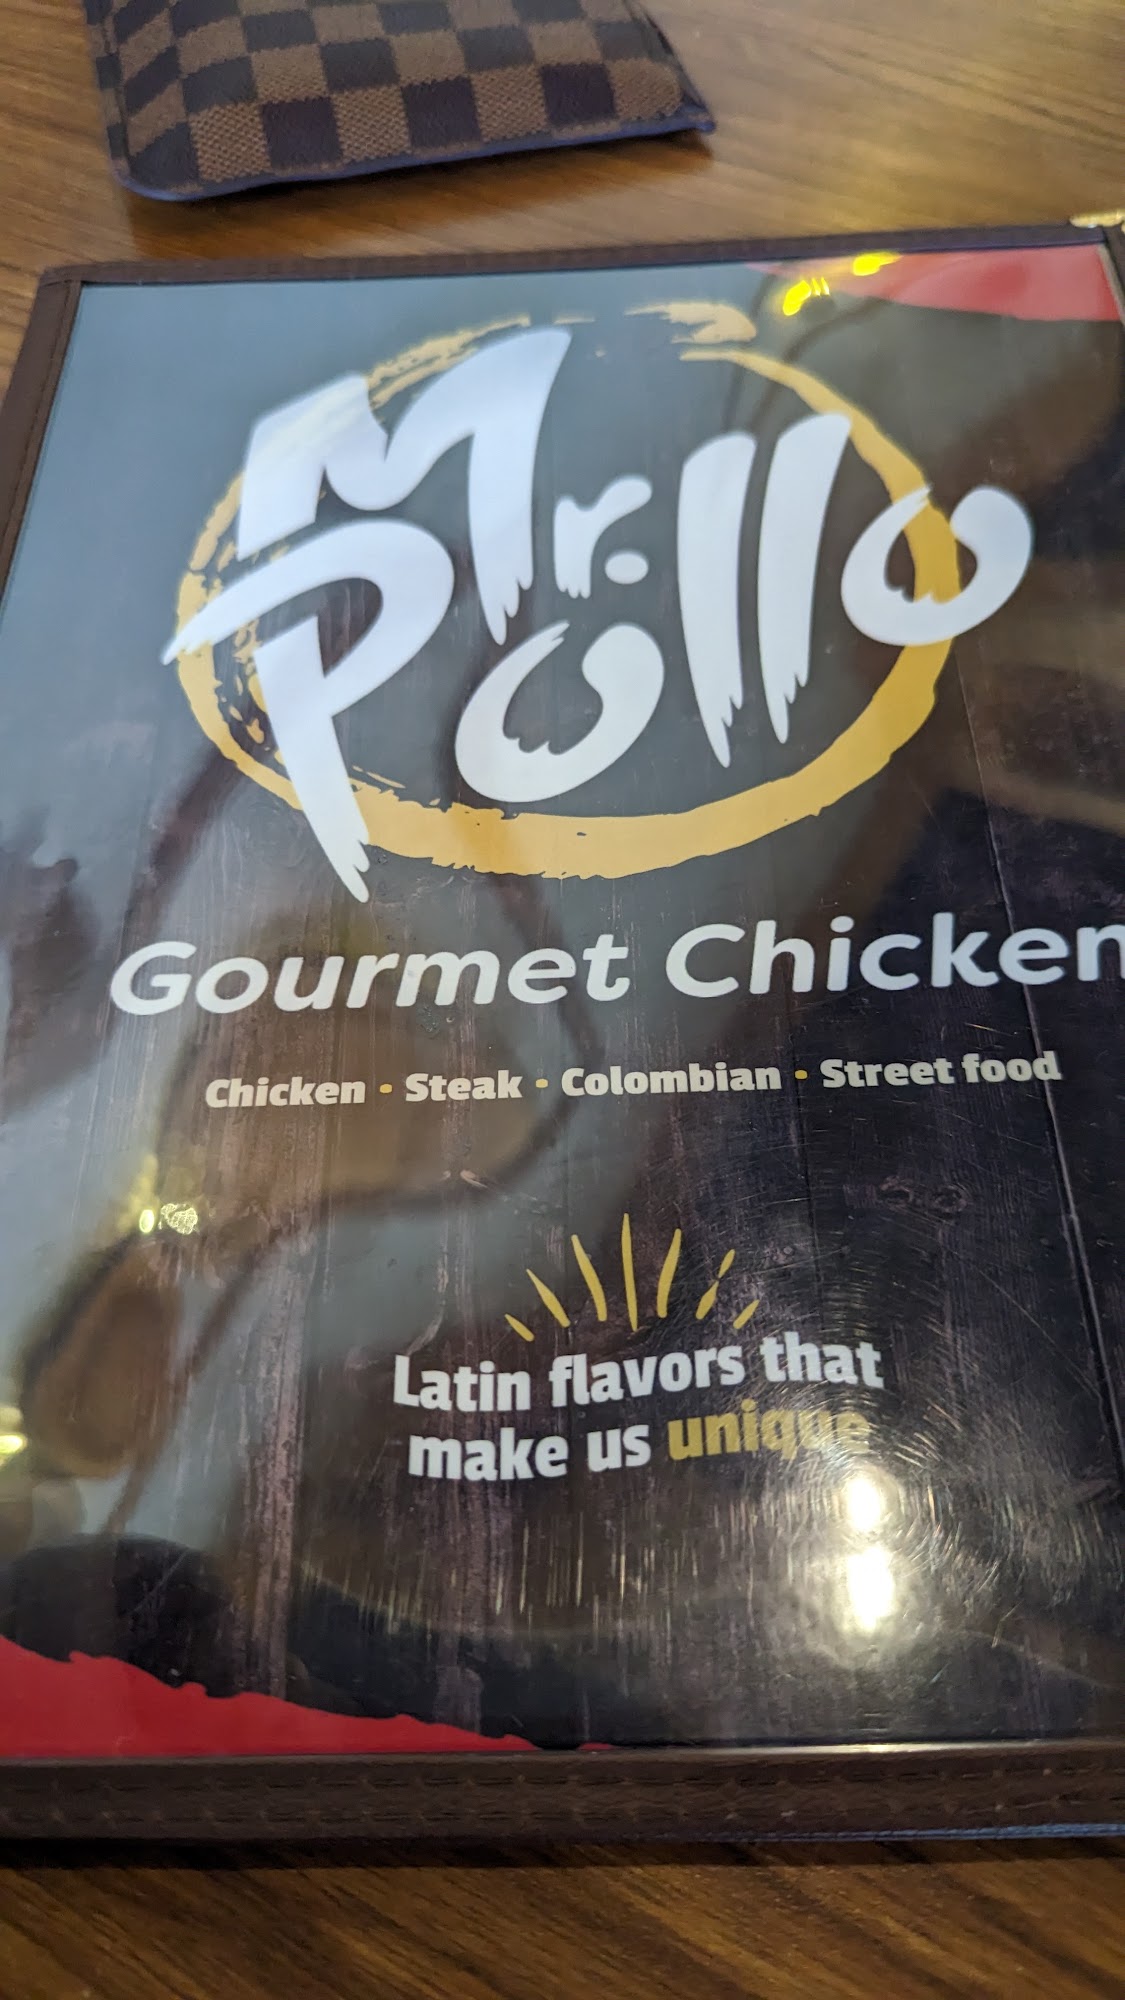 Mr.
Pollo
Gourmet Chicken
Chicken • Steak • Colombian • Street food
Latin flavors that
make us unique